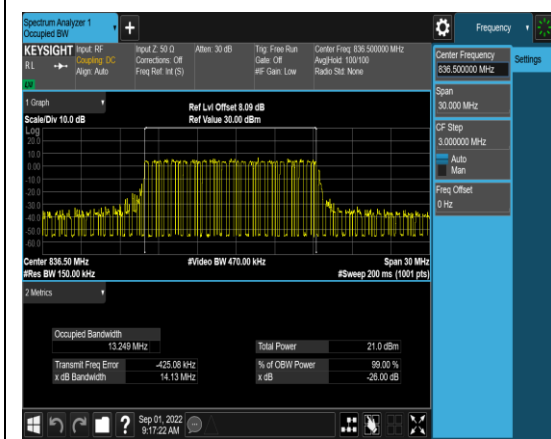 Spectrum Analyzer 1
Occupied BW
Frequency
KEYSIGHT
Input: RF
Input Z: 50 Ω
Atten: 30 dB
Trig: Free Run
Center Freq: 836.500000 MHz
RL
Coupling: DC
Corrections: Off
Gate: Off
Avg|Hold: 100/100
Align: Auto
Freq Ref: Int (S)
#IF Gain: Low
Radio Std: None
Center Frequency
836.500000 MHz
Settings
Span
30.000 MHz
CF Step
3.000000 MHz
Auto
Man
Freq Offset
0 Hz
1 Graph
Ref Lvl Offset 8.09 dB
Scale/Div 10.0 dB
Ref Value 30.00 dBm
Log
20.0
10.0
0.00
-10.0
-20.0
-30.0
-40.0
-50.0
-60.0
Center 836.50 MHz
#Video BW 470.00 kHz
Span 30 MHz
#Res BW 150.00 kHz
#Sweep 200 ms (1001 pts)
2 Metrics
Occupied Bandwidth
13.249 MHz
Total Power
21.0 dBm
Transmit Freq Error
-425.08 kHz
% of OBW Power
99.00 %
x dB Bandwidth
14.13 MHz
x dB
-26.00 dB
Sep 01, 2022
9:17:22 AM